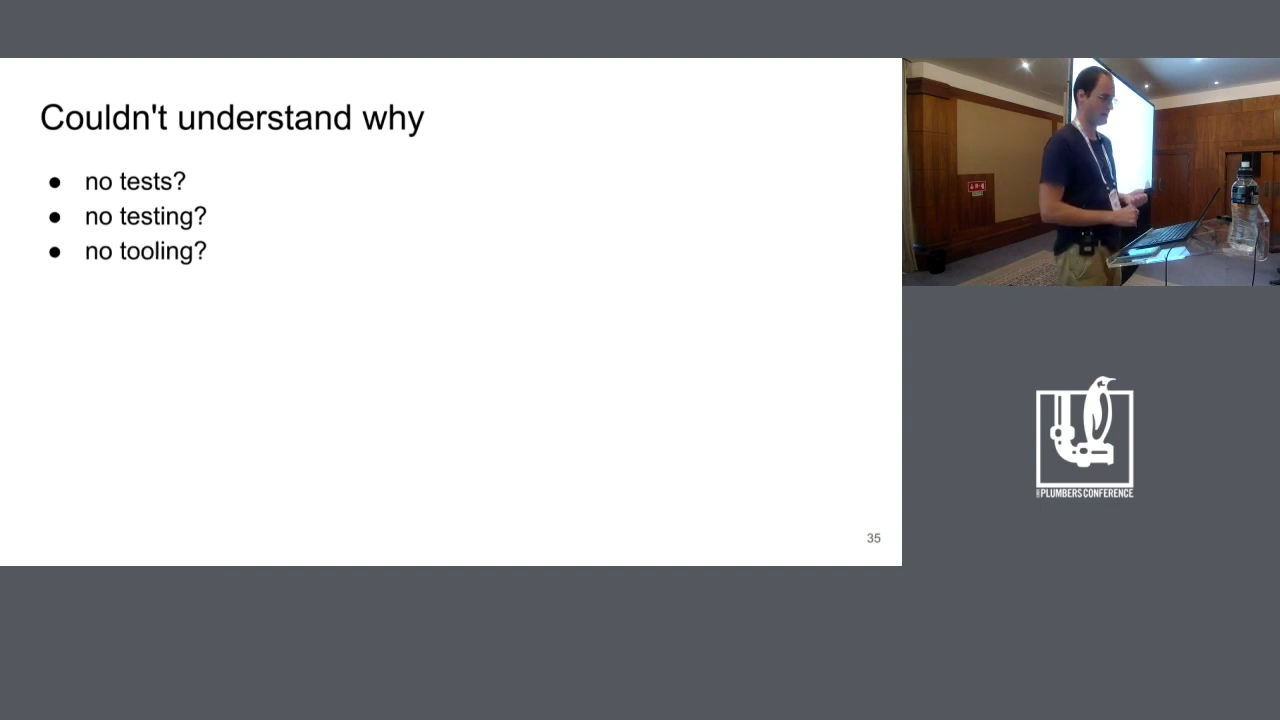 Couldn't understand why
● no tests?
● no testing?
● no tooling?
35
PLUMBERS CONFERENCE